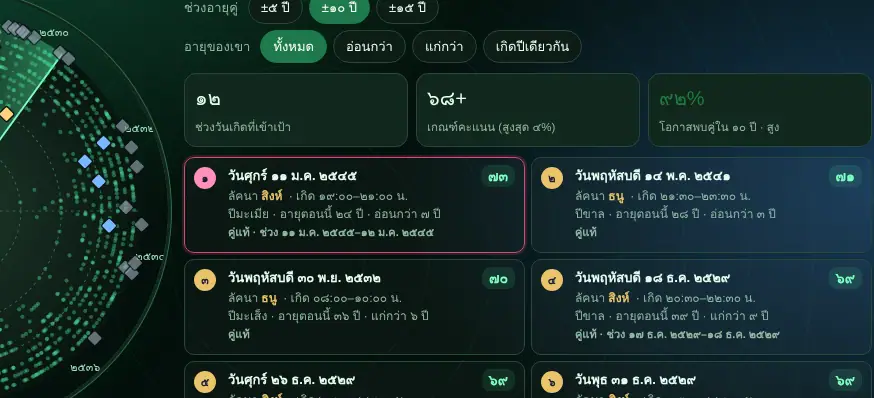 ช่วงอายุคู่ ±๕ ปี ±๑๐ ปี ±๑๕ ปี
อายุของเขา ทั้งหมด อ่อนกว่า แก่กว่า เกิดปีเดียวกัน
๑๒
ช่วงวันเกิดที่เข้าเป้า
๖๘+
เกณฑ์คะแนน (สูงสุด ๔%)
๙๒%
โอกาสพบคู่ใน ๑๐ ปี · สูง
๑ วันศุกร์ ๑๑ ม.ค. ๒๕๔๕ ๗๓
ลัคนา สิงห์ · เกิด ๑๙:๐๐–๒๑:๐๐ น.
ปีมะเมีย · อายุตอนนี้ ๒๔ ปี · อ่อนกว่า ๗ ปี
คู่แท้ · ช่วง ๑๑ ม.ค. ๒๕๔๕–๑๒ ม.ค. ๒๕๔๕
๒ วันพฤหัสบดี ๑๔ พ.ค. ๒๕๔๑ ๗๑
ลัคนา ธนู · เกิด ๒๑:๓๐–๒๓:๓๐ น.
ปีขาล · อายุตอนนี้ ๒๘ ปี · อ่อนกว่า ๓ ปี
คู่แท้
๓ วันพฤหัสบดี ๓๐ พ.ย. ๒๕๓๒ ๗๐
ลัคนา ธนู · เกิด ๐๘:๐๐–๑๐:๐๐ น.
ปีมะเส็ง · อายุตอนนี้ ๓๖ ปี · แก่กว่า ๖ ปี
คู่แท้
๔ วันพฤหัสบดี ๑๘ ธ.ค. ๒๕๒๙ ๖๙
ลัคนา สิงห์ · เกิด ๒๐:๓๐–๒๒:๓๐ น.
ปีขาล · อายุตอนนี้ ๓๙ ปี · แก่กว่า ๙ ปี
คู่แท้ · ช่วง ๑๗ ธ.ค. ๒๕๒๙–๑๘ ธ.ค. ๒๕๒๙
๕ วันศุกร์ ๒๖ ธ.ค. ๒๕๒๙ ๖๙
๖ วันพุธ ๓๑ ธ.ค. ๒๕๒๙ ๖๙
๒๕๓๐
๒๕๓๖